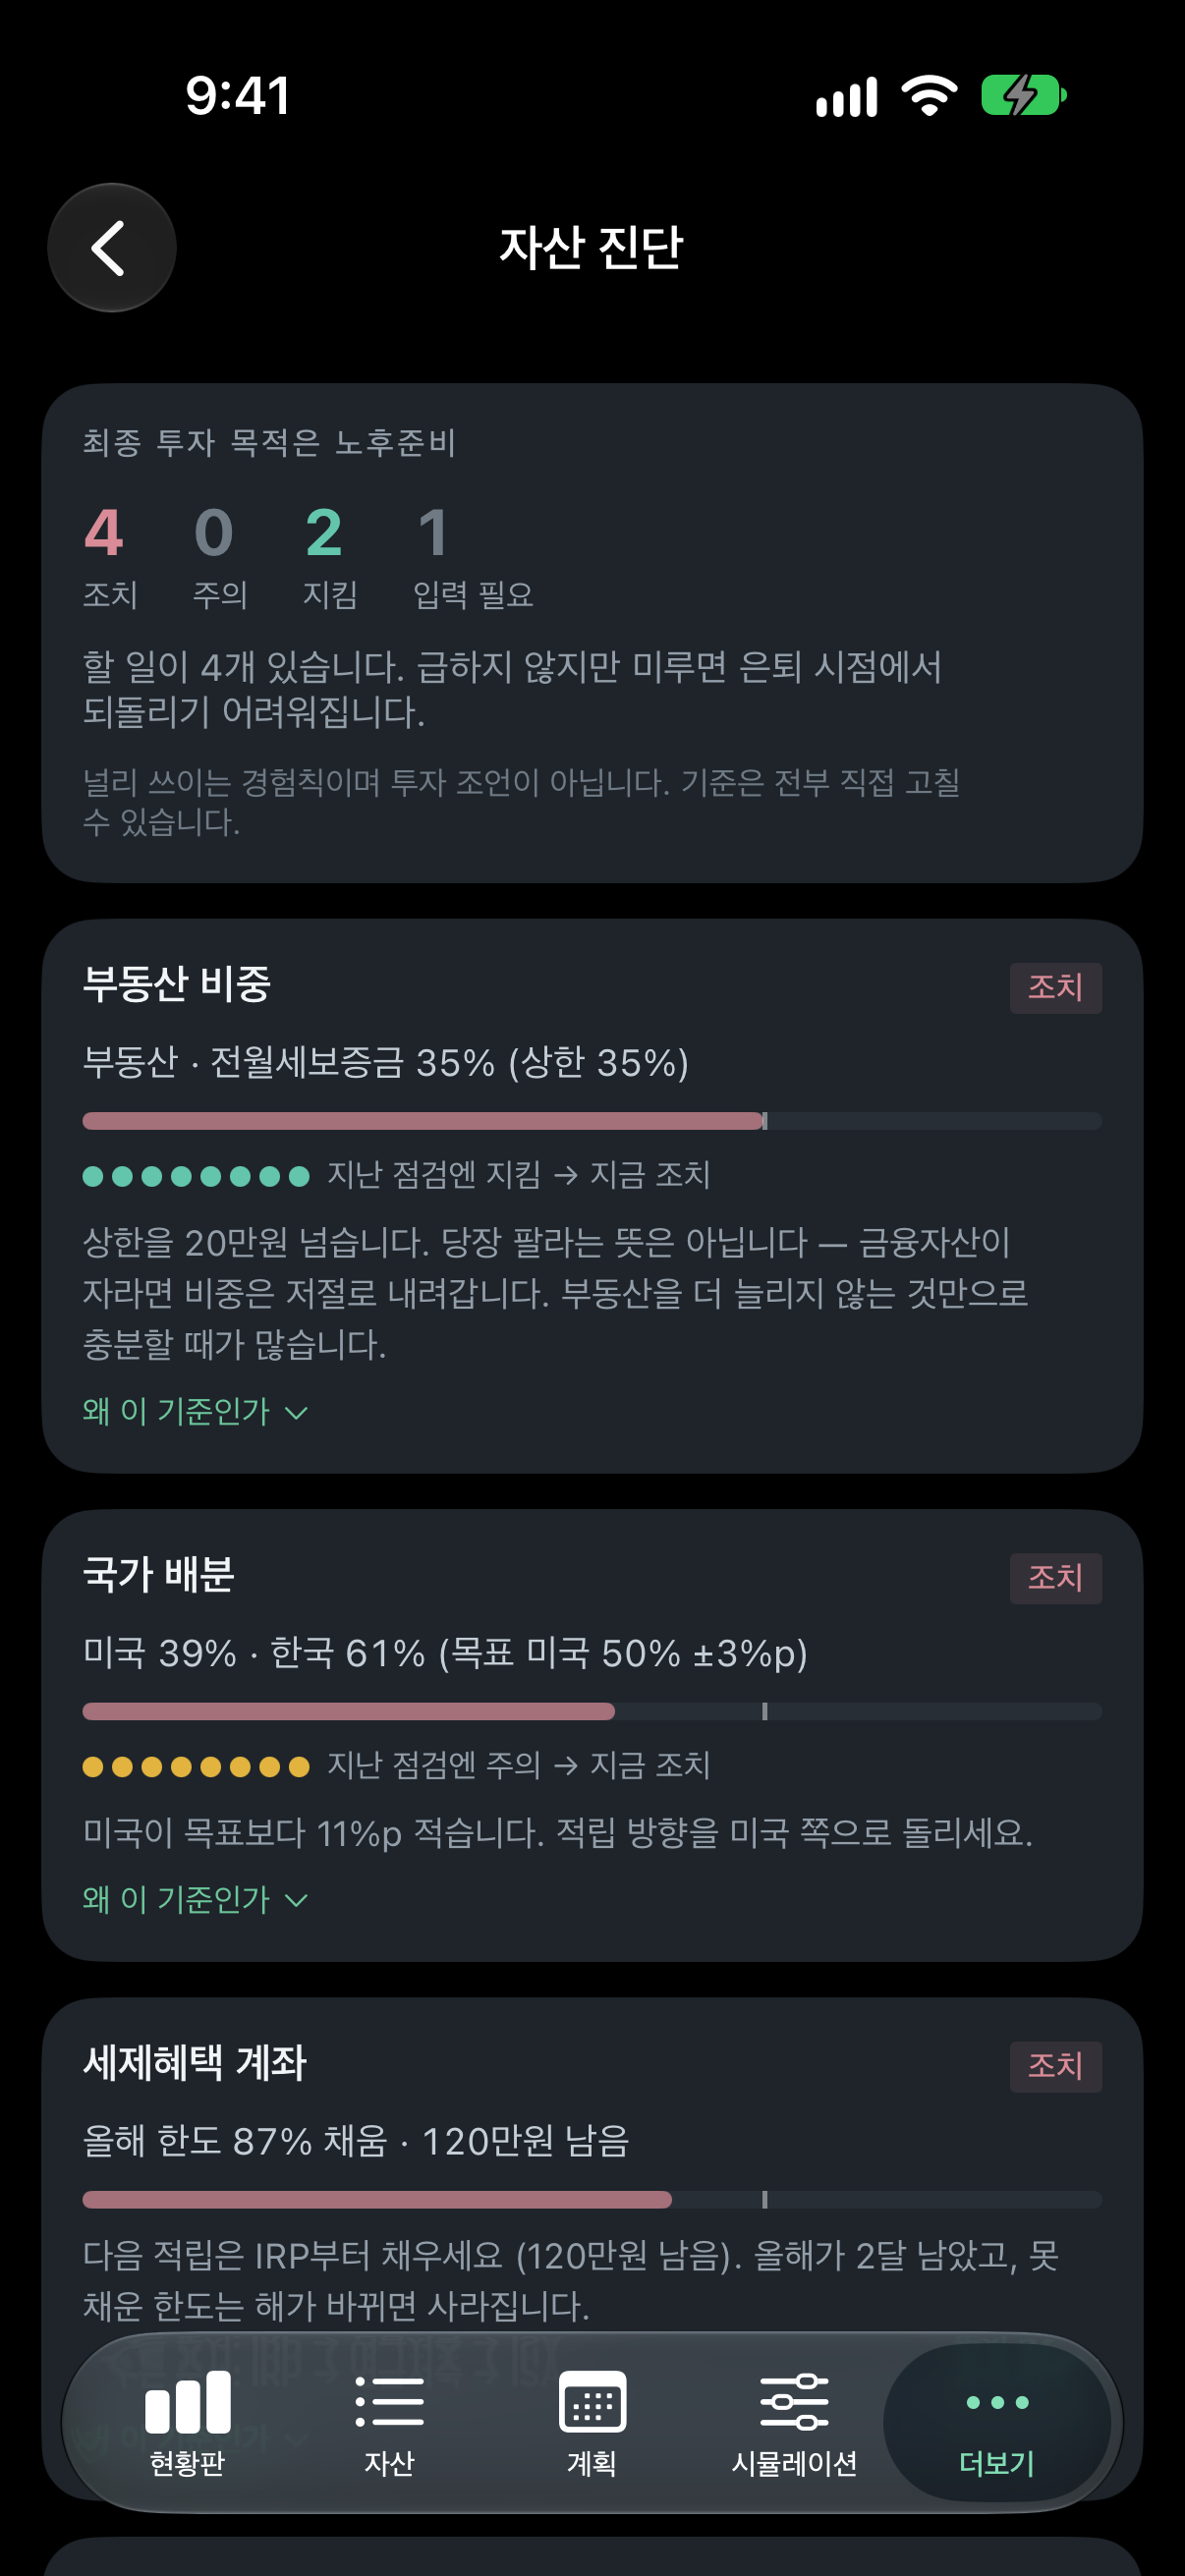 9:41
자산 진단
최종 투자 목적은 노후준비
4 0 2 1
조치 주의 지킴 입력 필요
할 일이 4개 있습니다. 급하지 않지만 미루면 은퇴 시점에서
되돌리기 어려워집니다.
널리 쓰이는 경험칙이며 투자 조언이 아닙니다. 기준은 전부 직접 고칠
수 있습니다.
부동산 비중 조치
부동산 · 전월세보증금 35% (상한 35%)
지난 점검엔 지킴 → 지금 조치
상한을 20만원 넘습니다. 당장 팔라는 뜻은 아닙니다 — 금융자산이
자라면 비중은 저절로 내려갑니다. 부동산을 더 늘리지 않는 것만으로
충분할 때가 많습니다.
왜 이 기준인가
국가 배분 조치
미국 39% · 한국 61% (목표 미국 50% ±3%p)
지난 점검엔 주의 → 지금 조치
미국이 목표보다 11%p 적습니다. 적립 방향을 미국 쪽으로 돌리세요.
왜 이 기준인가
세제혜택 계좌 조치
올해 한도 87% 채움 · 120만원 남음
다음 적립은 IRP부터 채우세요 (120만원 남음). 올해가 2달 남았고, 못
채운 한도는 해가 바뀌면 사라집니다.
현황판 자산 계획 시뮬레이션 더보기